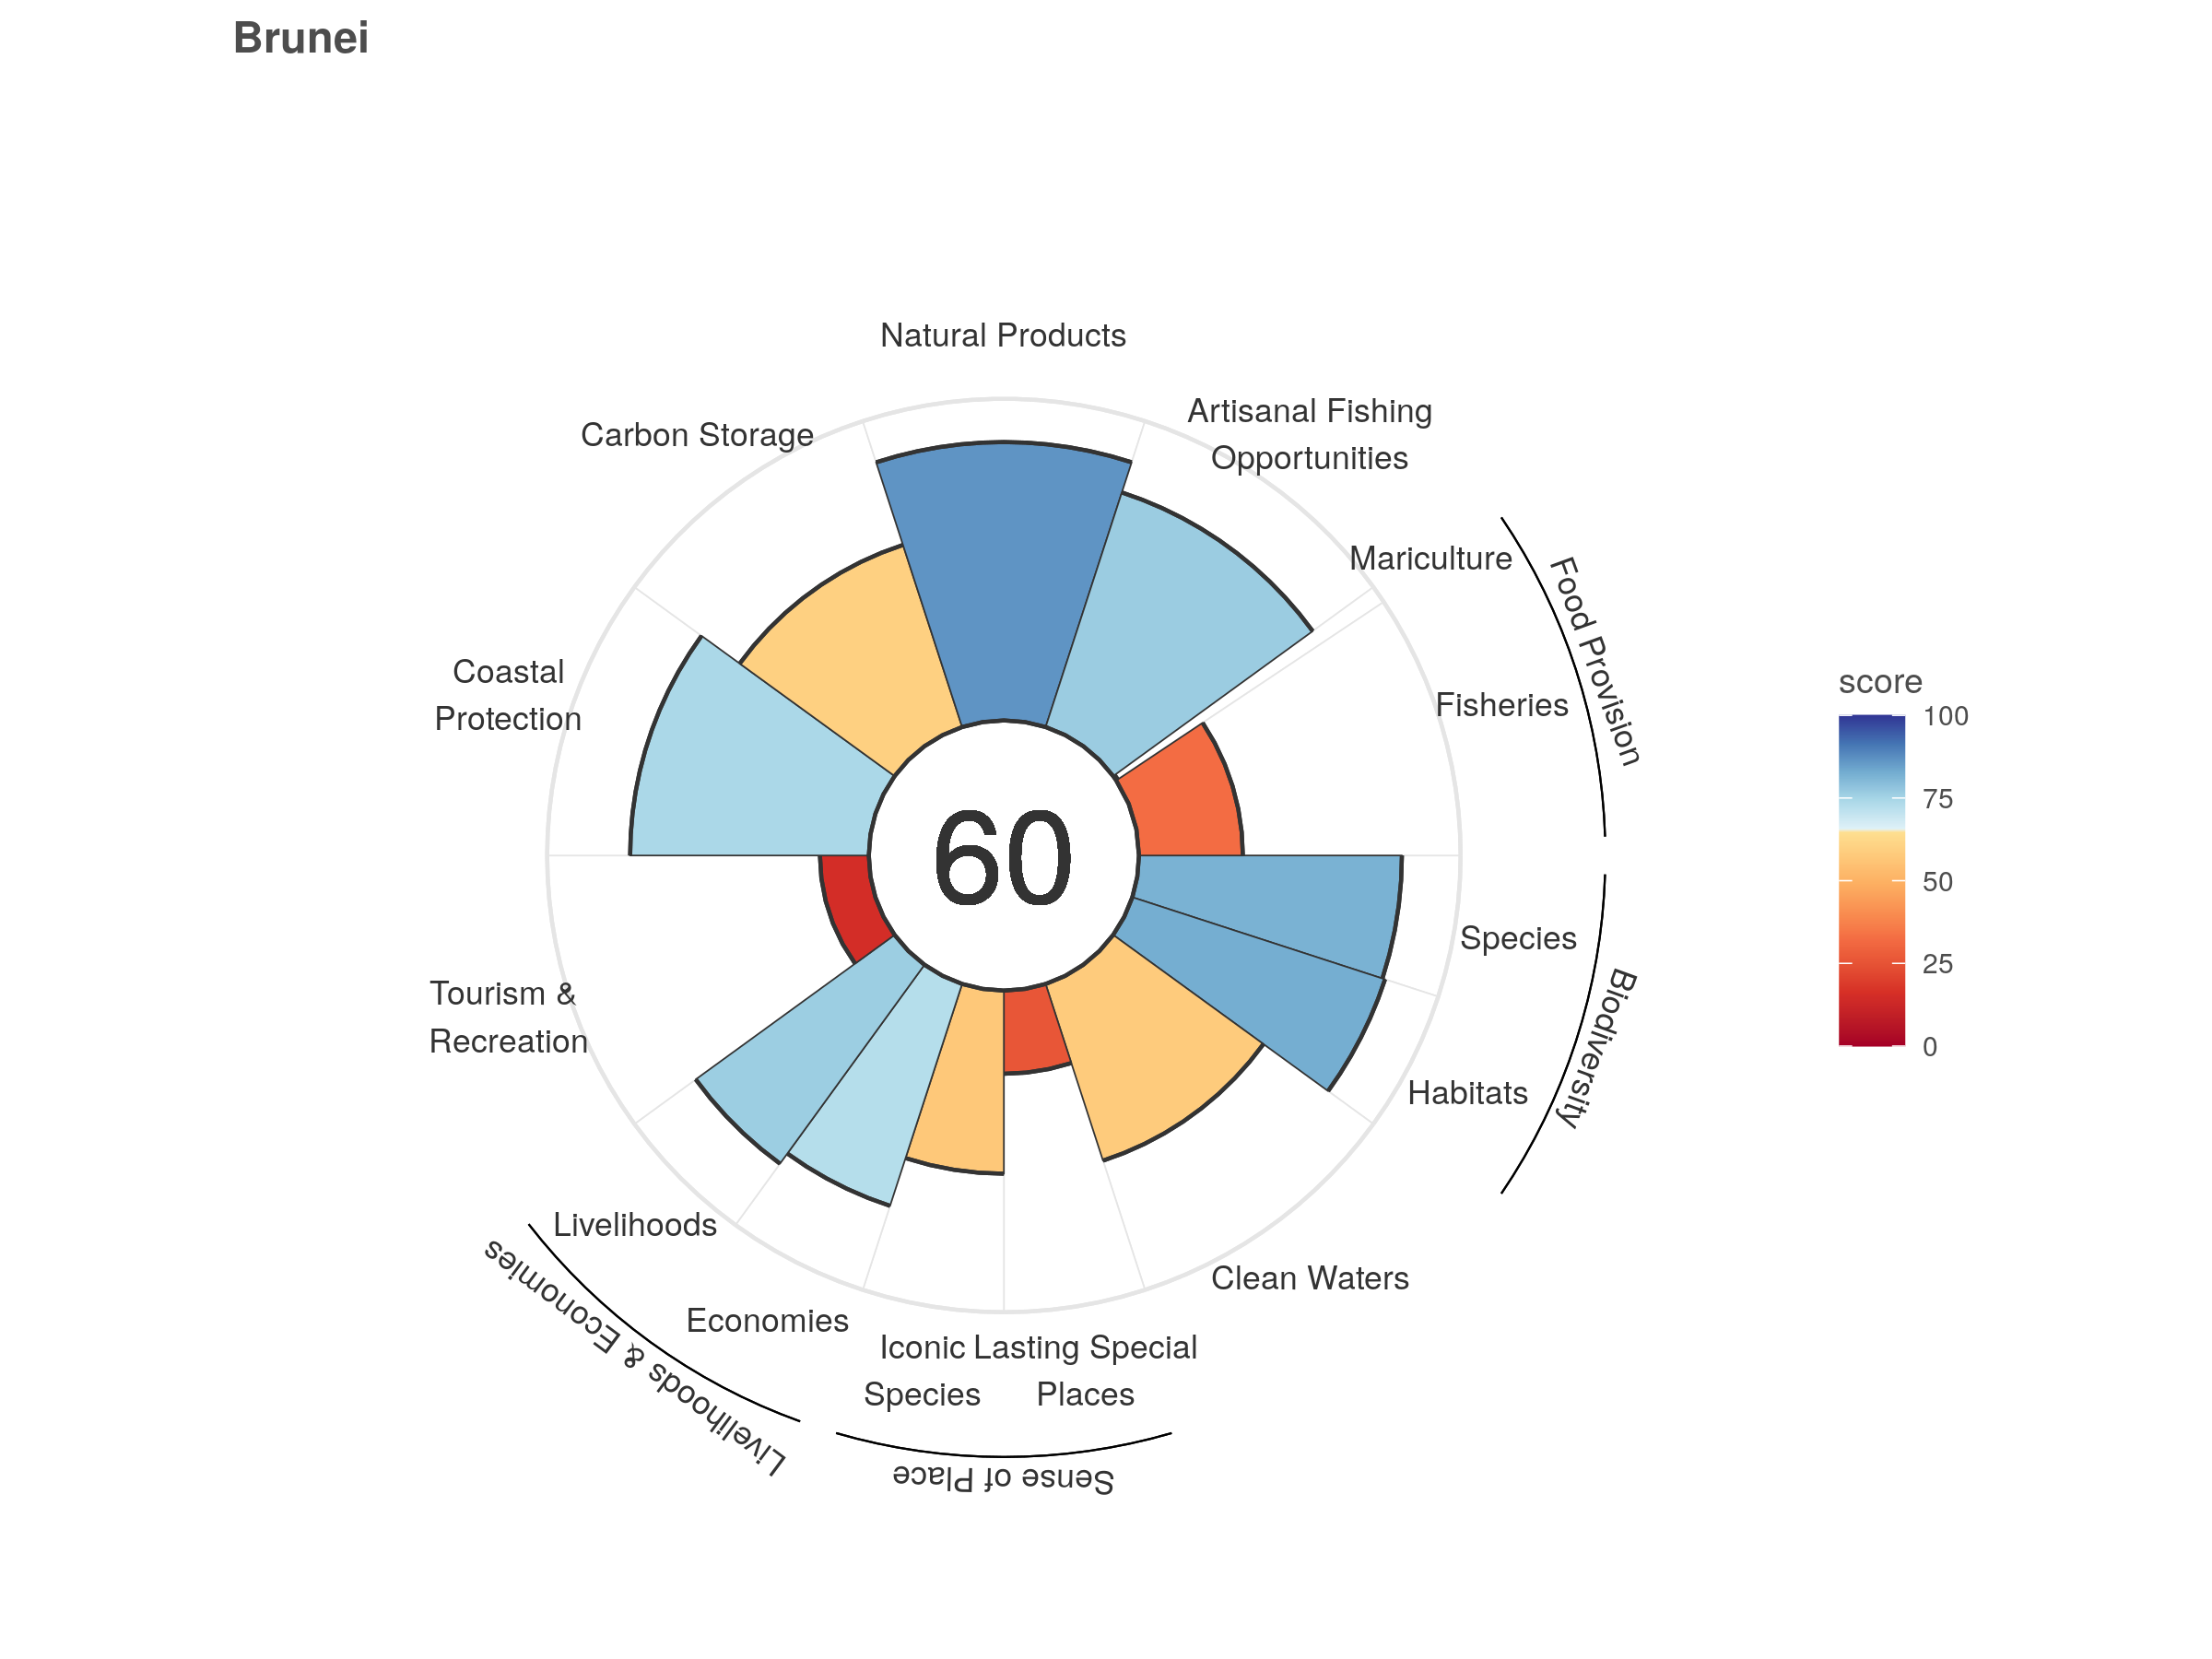 Brunei
Natural Products
Artisanal Fishing
Opportunities
Carbon Storage
Mariculture
Food Provision
Fisheries
Coastal
Protection
score
100
75
50
25
0
60
Species
Biodiversity
Habitats
Tourism &
Recreation
Livelihoods
Livelihoods & Economies
Economies
Clean Waters
Iconic
Species
Lasting Special
Places
Sense of Place